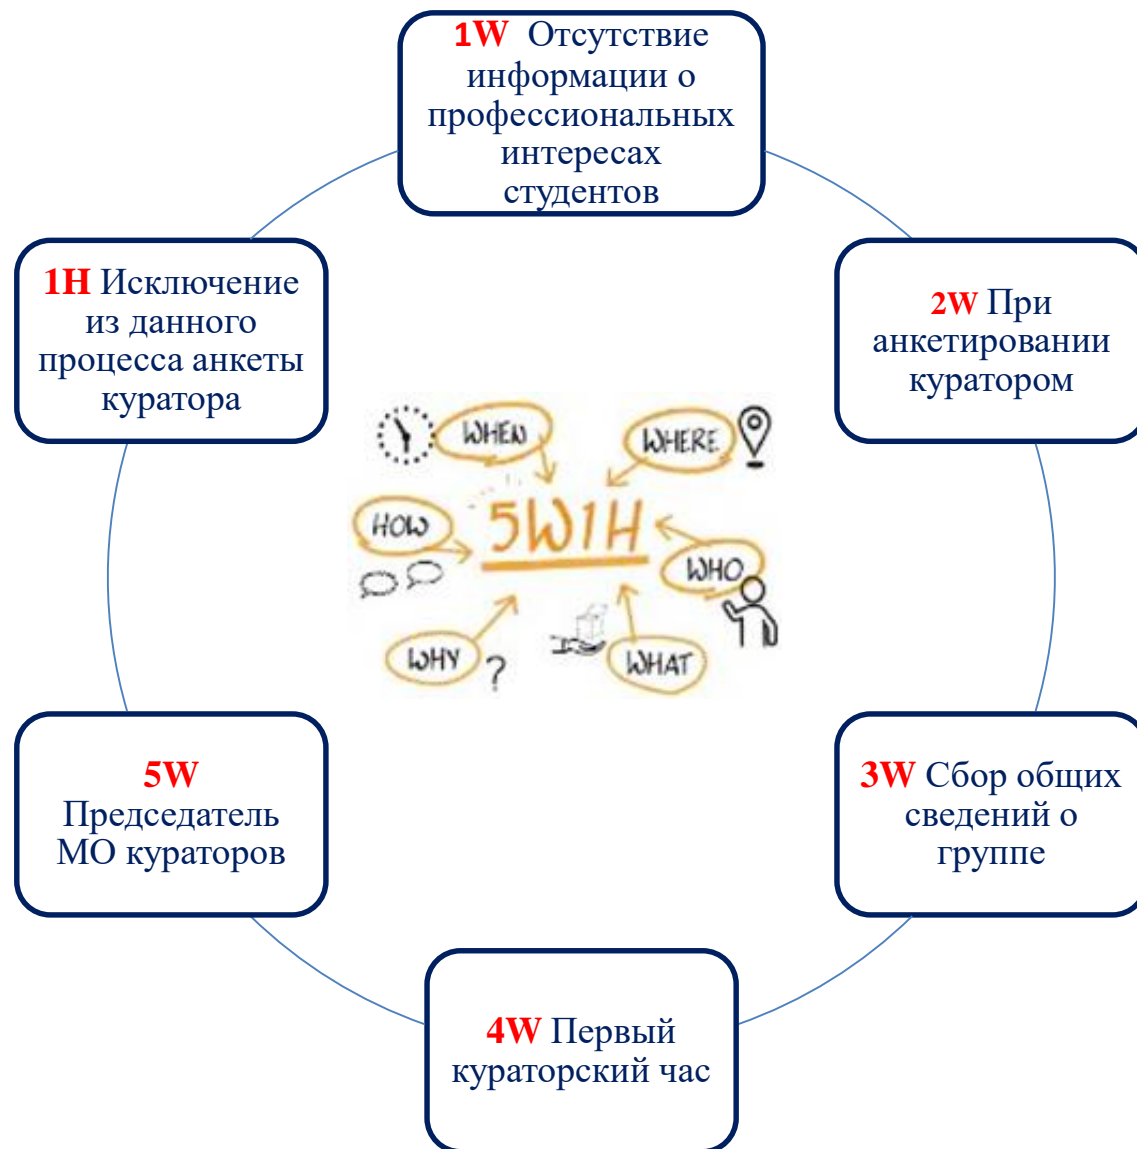 1W Отсутствие
информации о
профессиональных
интересах
студентов
1H Исключение
из данного
процесса анкеты
куратора
2W При
анкетировании
куратором
WHEN
WHERE
HOW
5W1H
WHO
WHY ?
WHAT
5W
Председатель
МО кураторов
3W Сбор общих
сведений о
группе
4W Первый
кураторский час